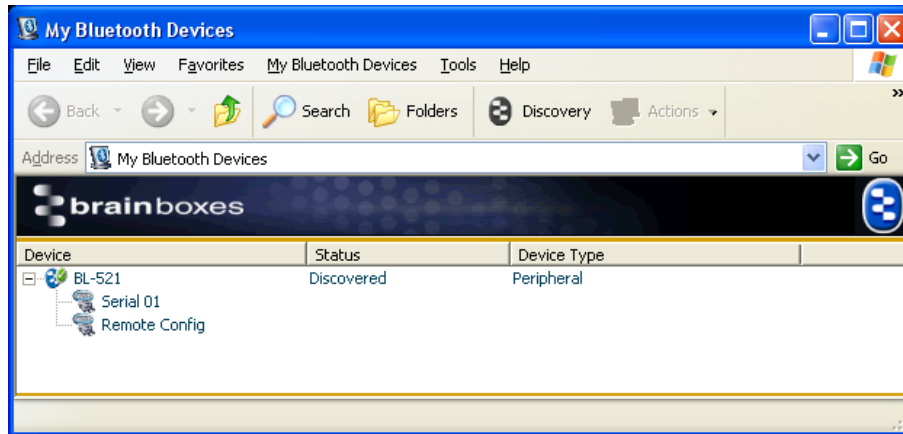 My Bluetooth Devices
File Edit View Favorites My Bluetooth Devices Tools Help
Back Search Folders Discovery Actions »
Address My Bluetooth Devices Go
brainboxes
Device Status Device Type
BL-521 Discovered Peripheral
Serial 01
Remote Config